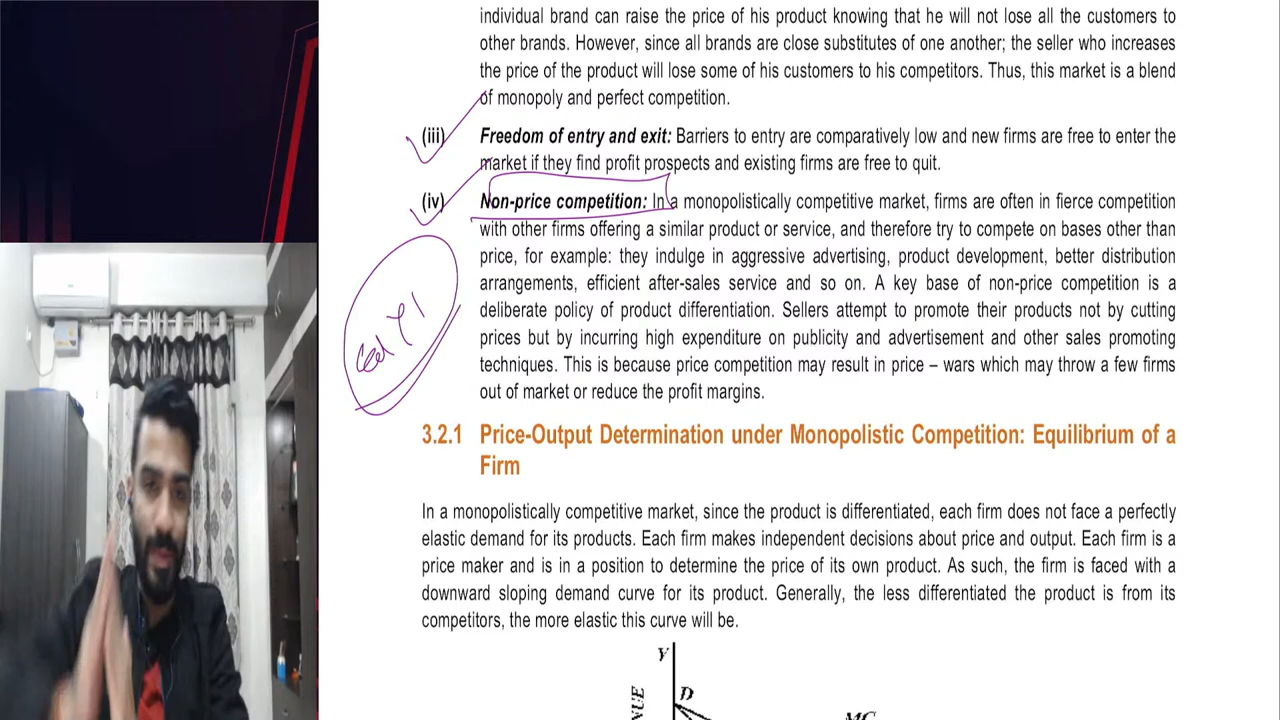 individual brand can raise the price of his product knowing that he will not lose all the customers to
other brands. However, since all brands are close substitutes of one another; the seller who increases
the price of the product will lose some of his customers to his competitors. Thus, this market is a blend
of monopoly and perfect competition.
(iii) Freedom of entry and exit: Barriers to entry are comparatively low and new firms are free to enter the
market if they find profit prospects and existing firms are free to quit.
(iv) Non-price competition: In a monopolistically competitive market, firms are often in fierce competition
with other firms offering a similar product or service, and therefore try to compete on bases other than
price, for example: they indulge in aggressive advertising, product development, better distribution
arrangements, efficient after-sales service and so on. A key base of non-price competition is a
deliberate policy of product differentiation. Sellers attempt to promote their products not by cutting
prices but by incurring high expenditure on publicity and advertisement and other sales promoting
techniques. This is because price competition may result in price – wars which may throw a few firms
out of market or reduce the profit margins.
3.2.1 Price-Output Determination under Monopolistic Competition: Equilibrium of a
Firm
In a monopolistically competitive market, since the product is differentiated, each firm does not face a perfectly
elastic demand for its products. Each firm makes independent decisions about price and output. Each firm is a
price maker and is in a position to determine the price of its own product. As such, the firm is faced with a
downward sloping demand curve for its product. Generally, the less differentiated the product is from its
competitors, the more elastic this curve will be.
Y
D
MC